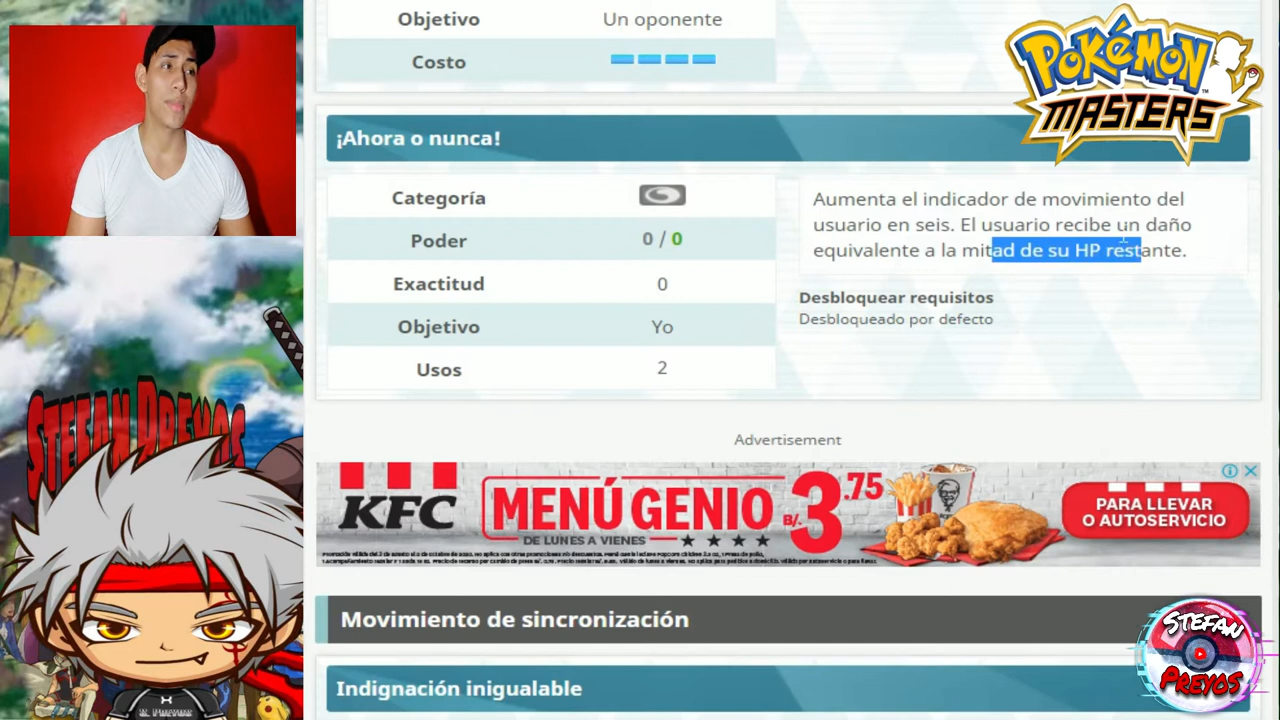 Objetivo Un oponente
Costo
POKÉMON
MASTERS
¡Ahora o nunca!
Categoría
Poder 0 / 0
Exactitud 0
Objetivo Yo
Usos 2
Aumenta el indicador de movimiento del
usuario en seis. El usuario recibe un daño
equivalente a la mitad de su HP restante.
Desbloquear requisitos
Desbloqueado por defecto
Advertisement
KFC
MENÚ GENIO B/.3.75
DE LUNES A VIERNES
PARA LLEVAR
O AUTOSERVICIO
Movimiento de sincronización
Indignación inigualable
STEFAN PREYOS
STEFAN
PREYOS